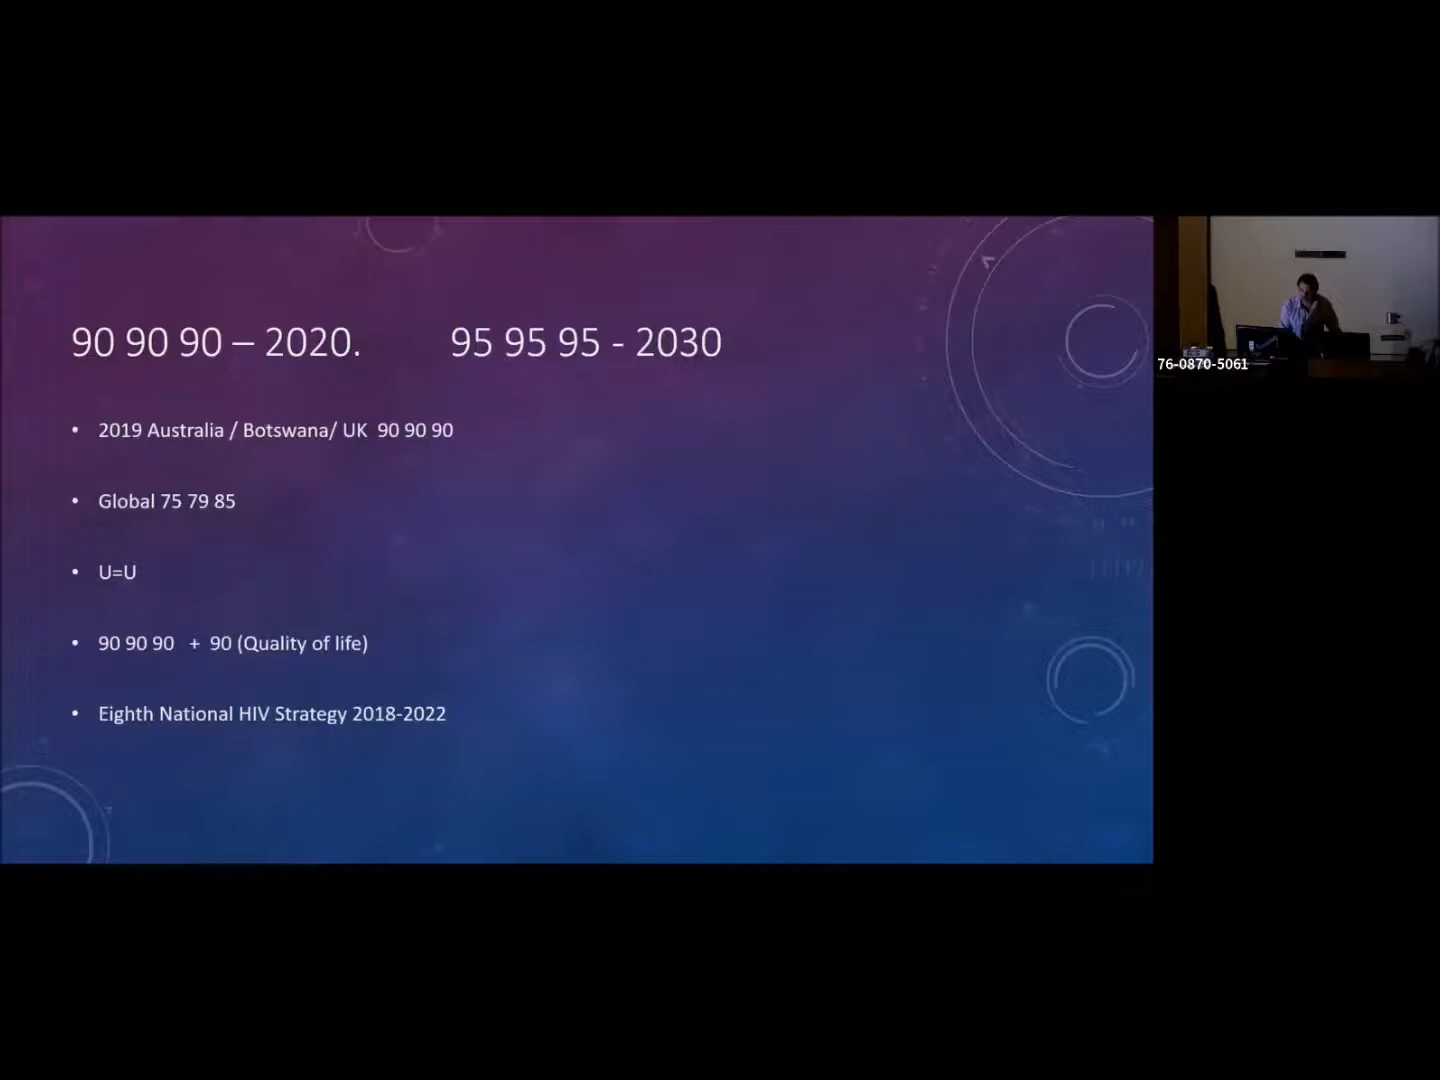 90 90 90 – 2020. 95 95 95 - 2030
• 2019 Australia / Botswana/ UK 90 90 90
• Global 75 79 85
• U=U
• 90 90 90 + 90 (Quality of life)
• Eighth National HIV Strategy 2018-2022
76-0870-5061